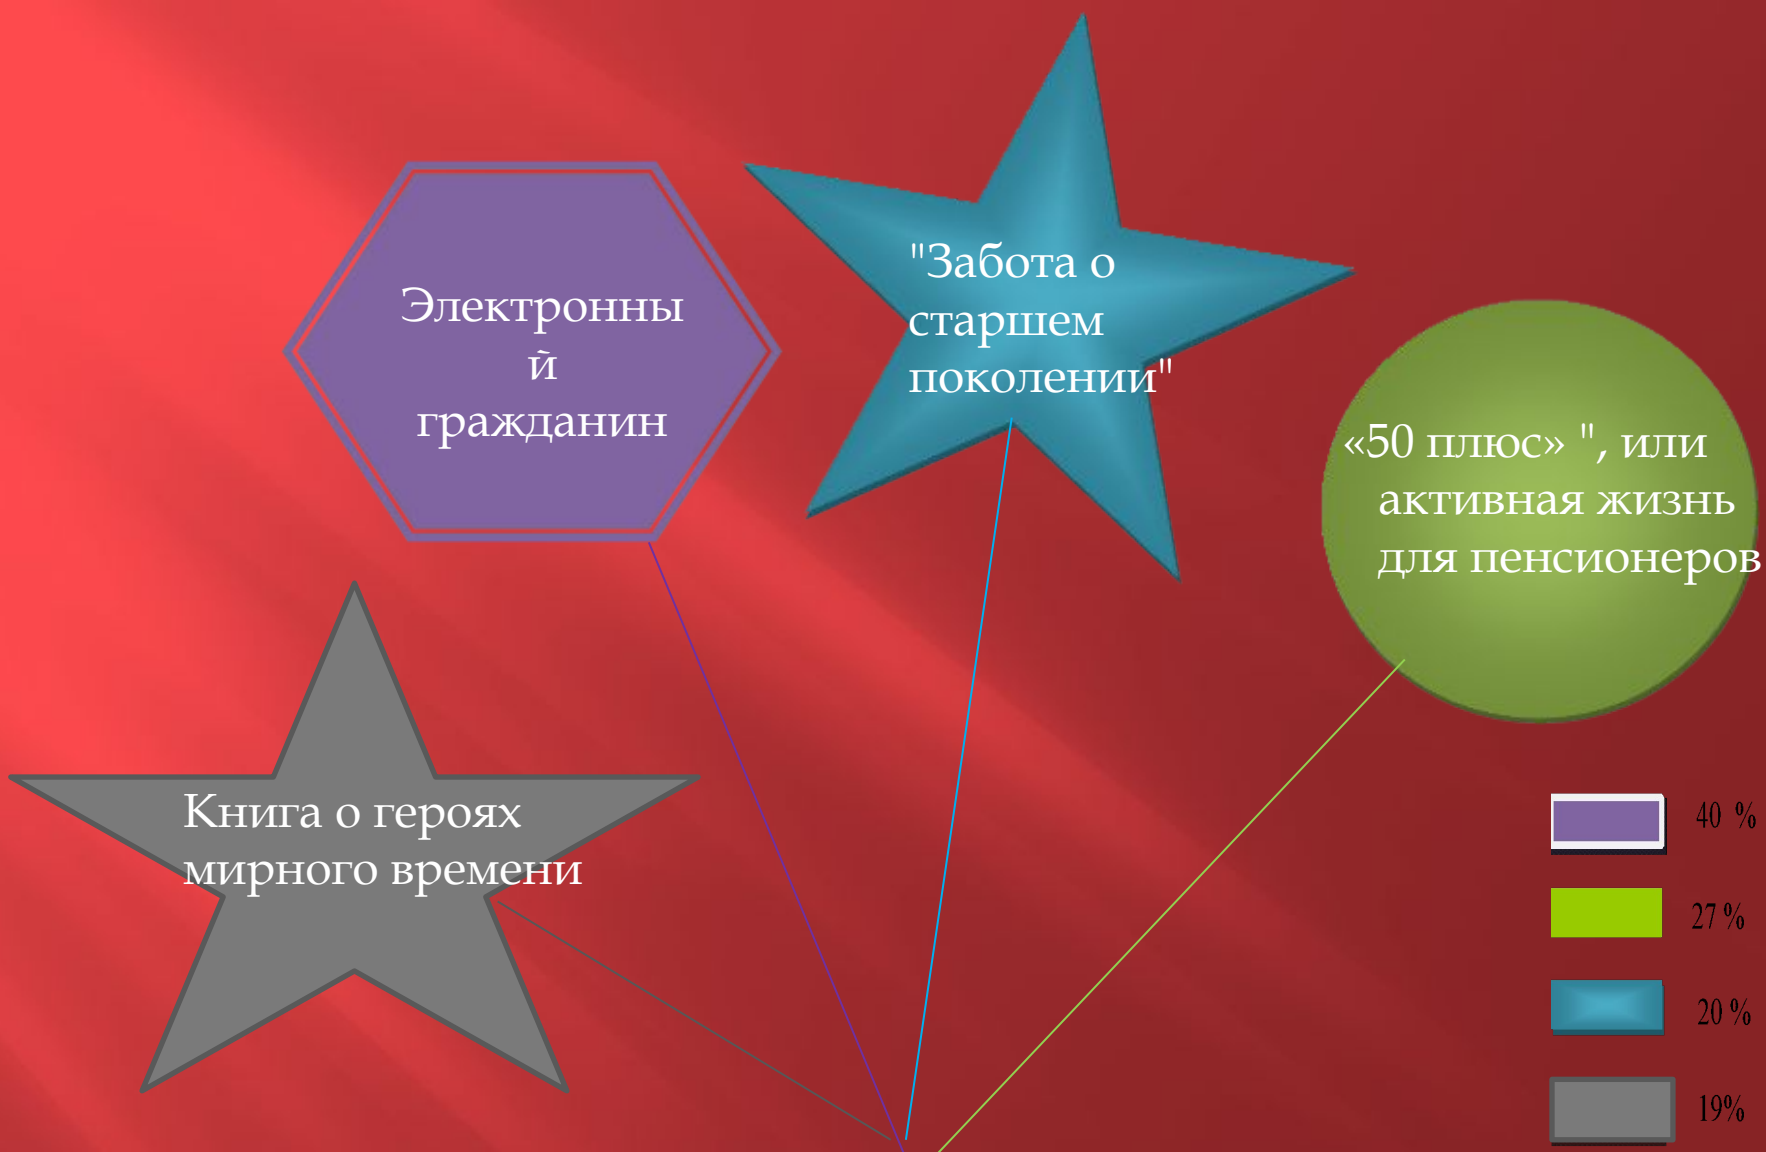 Электронны
й
гражданин
"Забота о
старшем
поколении"
«50 плюс» ", или
активная жизнь
для пенсионеров
Книга о героях
мирного времени
40 %
27 %
20 %
19%